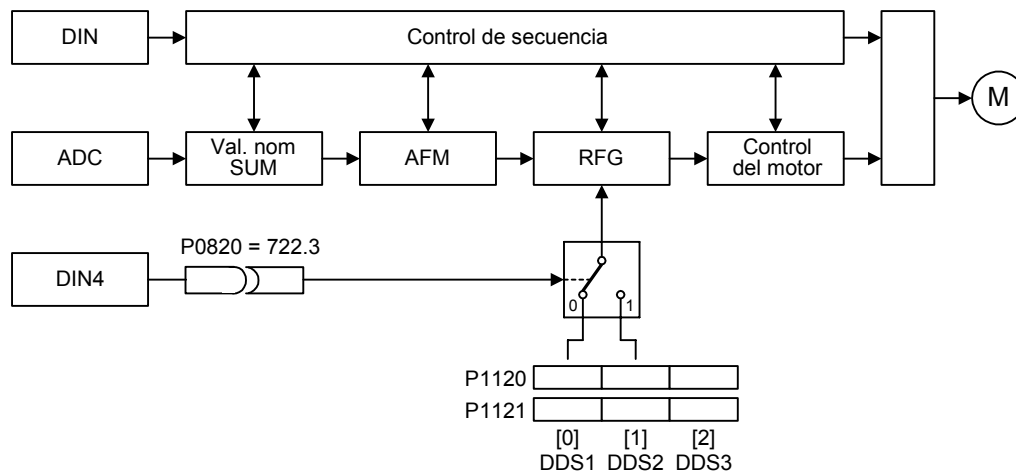 DIN
Control de secuencia
M
ADC
Val. nom
SUM
AFM
RFG
Control
del motor
P0820 = 722.3
DIN4
0
1
P1120
P1121
[0] [1] [2]
DDS1 DDS2 DDS3